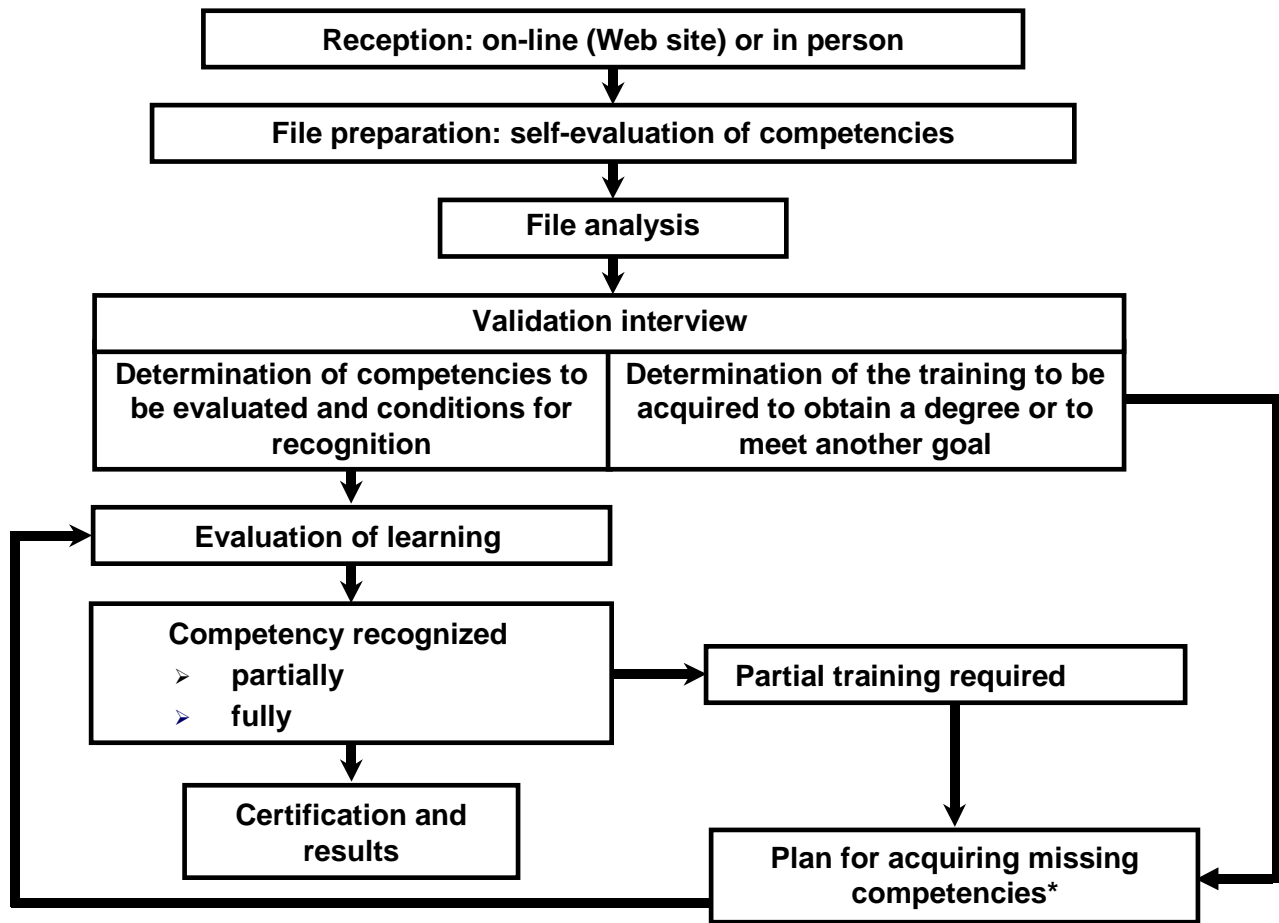 Reception: on-line (Web site) or in person
File preparation: self-evaluation of competencies
File analysis
Validation interview
Determination of competencies to
be evaluated and conditions for
recognition
Determination of the training to be
acquired to obtain a degree or to
meet another goal
Evaluation of learning
Competency recognized
➢ partially
➢ fully
Partial training required
Certification and
results
Plan for acquiring missing
competencies*